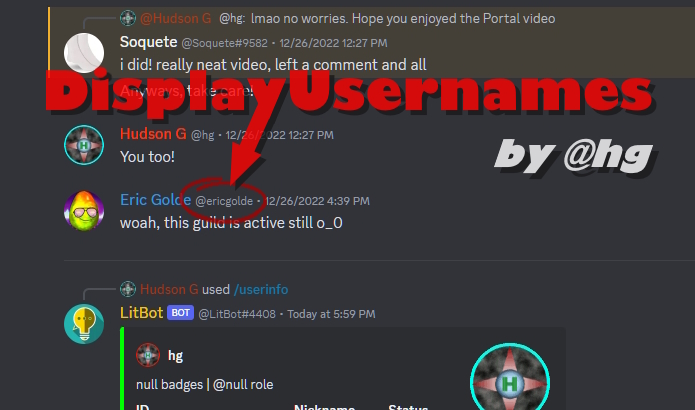 @Hudson G @hg: lmao no worries. Hope you enjoyed the Portal video
Soquete @Soquete#9582 • 12/26/2022 12:27 PM
i did! really neat video, left a comment and all
Anyways, take care!
DisplayUsernames
by @hg
Hudson G @hg • 12/26/2022 12:27 PM
You too!
Eric Golde @ericgolde • 12/26/2022 4:39 PM
woah, this guild is active still o_0
Hudson G used /userinfo
LitBot BOT @LitBot#4408 • Today at 5:59 PM
H hg
null badges | @null role
H
ID Nickname Status